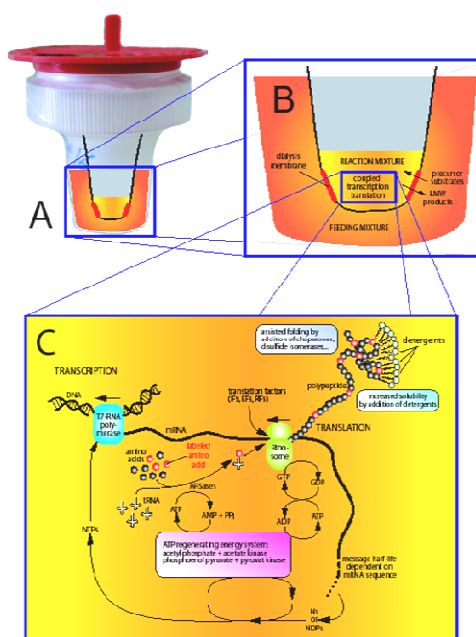 A
B
dialysis
membrane
REACTION MIXTURE
coupled
transcription
translation
precursor
substrates
LMW
products
FEEDING MIXTURE
C
assisted folding by
addition of chaperones,
disulfide isomerases,...
detergents
TRANSCRIPTION
DNA
T7-RNA
poly-
merase
translation factors
(IFs, EFs, RFs)
polypeptide
increased solubility
by addition of detergents
mRNA
TRANSLATION
Ribo-
some
amino
acids
labeled
amino
acid
tRNA
ARSases
ATP
AMP + PPi
GTP
GDP
ADP
ATP
NTPs
ATP regenerating energy system:
acetyl phosphate + acetate kinase
phosphoenol pyruvate + pyruvat kinase
message half-life
dependent on
mRNA sequence
NDPs